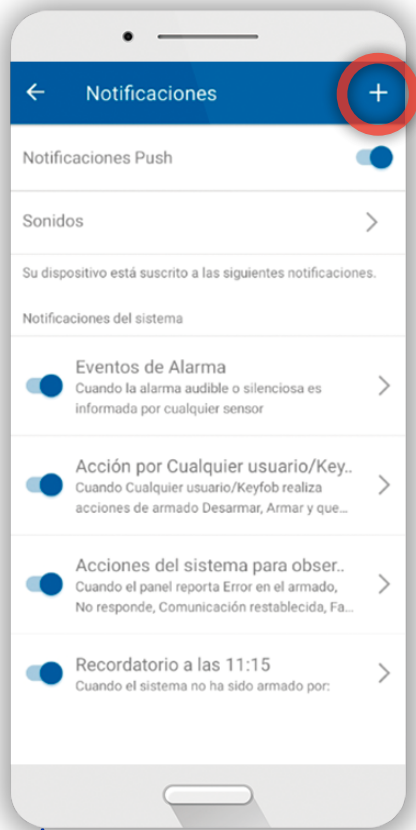 Notificaciones
Notificaciones Push
Sonidos
Su dispositivo está suscrito a las siguientes notificaciones.
Notificaciones del sistema
Eventos de Alarma
Cuando la alarma audible o silenciosa es
informada por cualquier sensor
Acción por Cualquier usuario/Key..
Cuando Cualquier usuario/Keyfob realiza
acciones de armado Desarmar, Armar y que...
Acciones del sistema para obser..
Cuando el panel reporta Error en el armado,
No responde, Comunicación restablecida, Fa...
Recordatorio a las 11:15
Cuando el sistema no ha sido armado por: